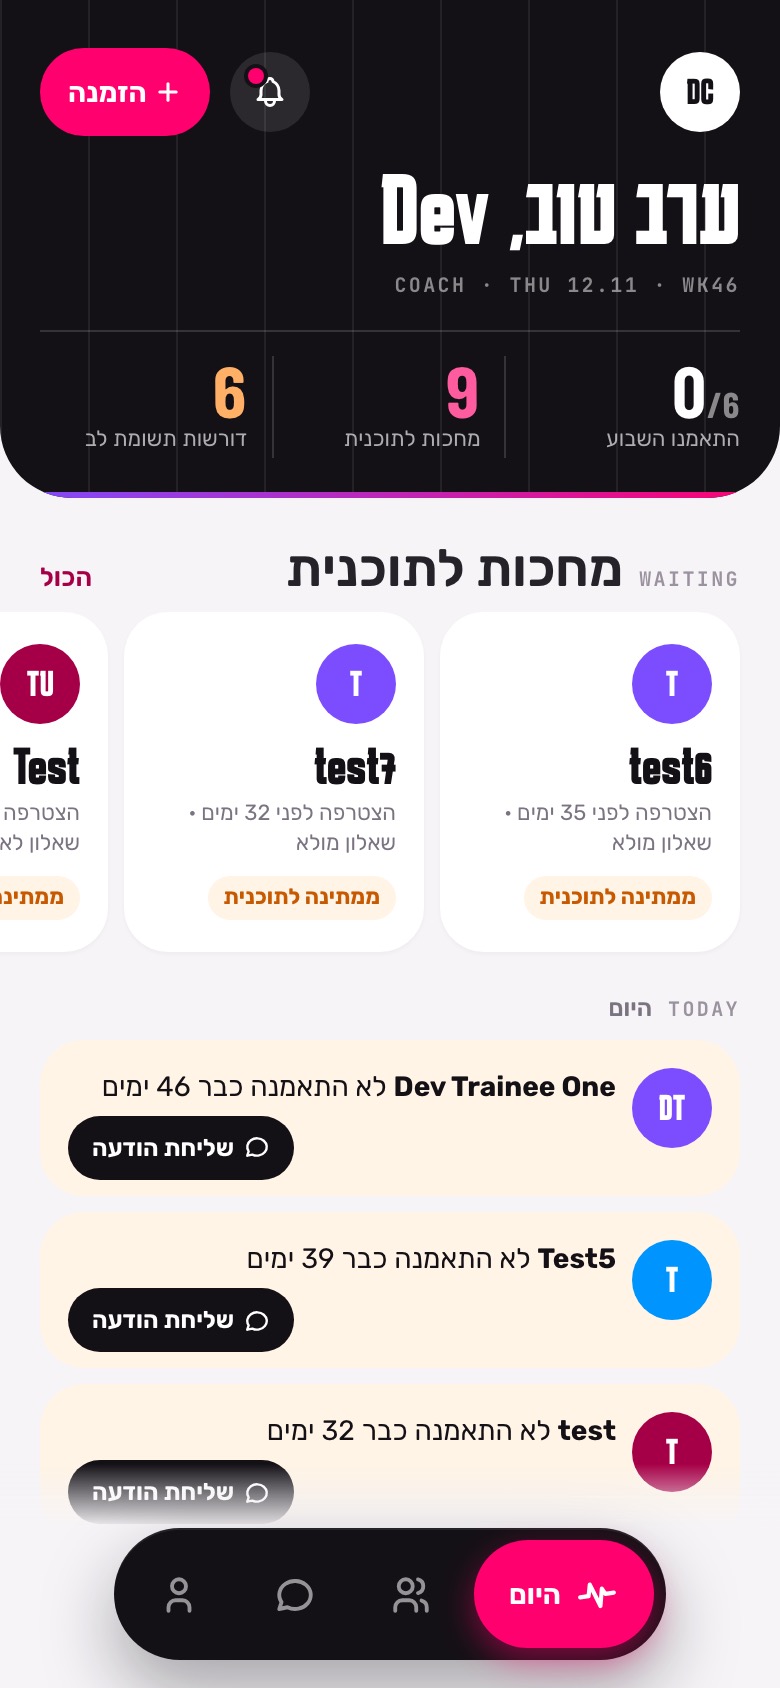 DC
+ הזמנה
ערב טוב, Dev
COACH · THU 12.11 · WK46
0/6
התאמנו השבוע
9
מחכות לתוכנית
6
דורשות תשומת לב
WAITING מחכות לתוכנית
הכול
T
test6
הצטרפה לפני 35 ימים •
שאלון מולא
ממתינה לתוכנית
T
test7
הצטרפה לפני 32 ימים •
שאלון מולא
ממתינה לתוכנית
TU
Test
הצטרפה
שאלון לא
TODAY היום
DT
Dev Trainee One לא התאמנה כבר 46 ימים
שליחת הודעה
T
Test5 לא התאמנה כבר 39 ימים
שליחת הודעה
T
test לא התאמנה כבר 32 ימים
שליחת הודעה
היום